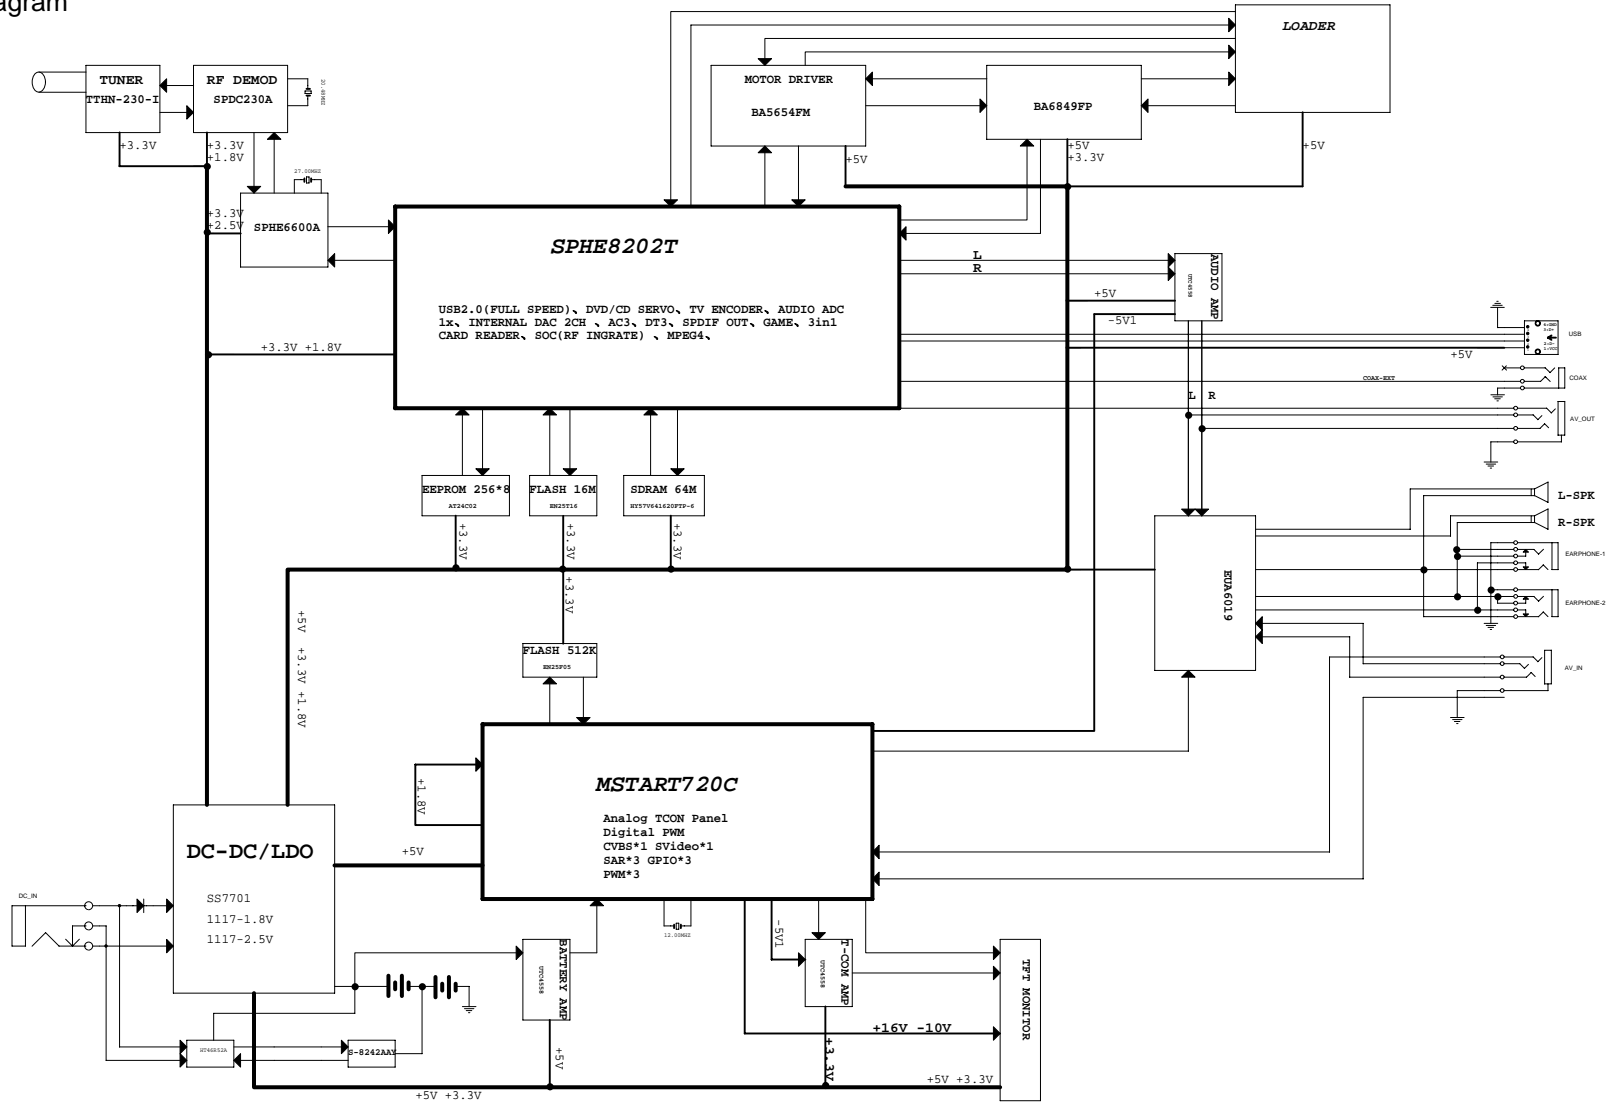 agram
LOADER
TUNER
TTHN-230-I
RF DEMOD
SPDC230A
MOTOR DRIVER
BA5654FM
BA6849FP
+3.3V
+3.3V
+1.8V
+5V
+5V
+3.3V
+5V
27.00MHZ
+3.3V
+2.5V
SPHE6600A
SPHE8202T
USB2.0(FULL SPEED)、DVD/CD SERVO、TV ENCODER、AUDIO ADC
1x、INTERNAL DAC 2CH 、AC3、DT3、SPDIF OUT、GAME、3in1
CARD READER、SOC(RF INGRATE) 、MPEG4、
L
R
AUDIO AMP
UTC4558
+5V
-5V1
+3.3V +1.8V
USB
+5V
COAX-EXT
COAX
L R
AV_OUT
EEPROM 256*8
AT24C02
FLASH 16M
EN25T16
SDRAM 64M
HY57V641620FTP-6
L-SPK
R-SPK
+3.3V
+3.3V
+3.3V
EARPHONE-1
EUA6019
+3.3V
EARPHONE-2
+5V +3.3V +1.8V
FLASH 512K
EN25F05
AV_IN
MSTART720C
+1.8V
Analog TCON Panel
Digital PWM
CVBS*1 SVideo*1
SAR*3 GPIO*3
PWM*3
DC-DC/LDO
+5V
SS7701
1117-1.8V
1117-2.5V
DC_IN
12.00MHZ
-5V1
BATTERY AMP
UTC4558
T-COM AMP
UTC4558
TFT MONITOR
+16V -10V
S-8242AAY
+5V
+3.3V
+5V +3.3V
+5V +3.3V